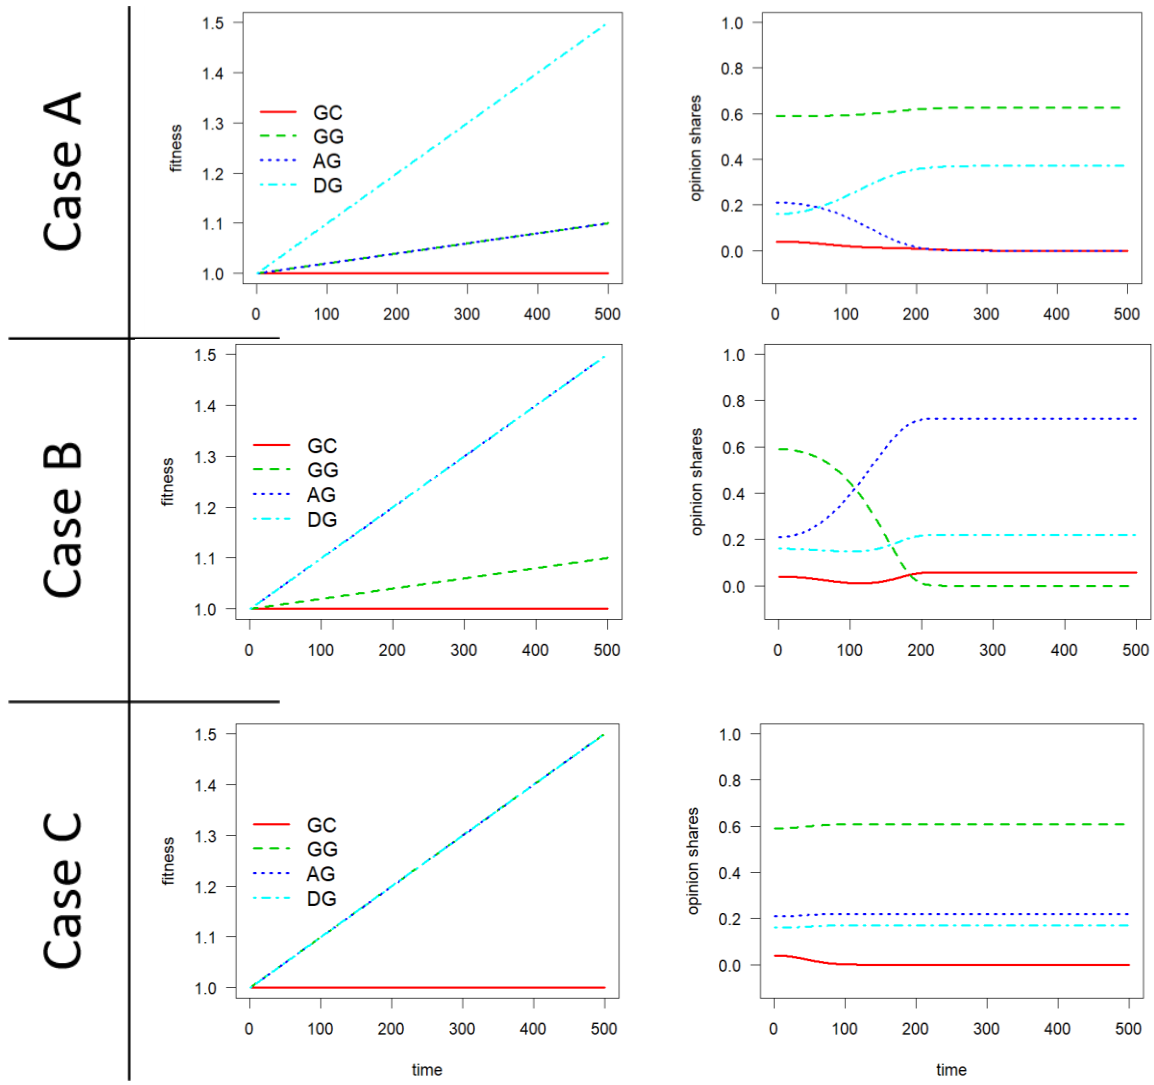 Case A
fitness
1.5
1.4
1.3
1.2
1.1
1.0
GC
GG
AG
DG
0 100 200 300 400 500
opinion shares
1.0
0.8
0.6
0.4
0.2
0.0
0 100 200 300 400 500
Case B
fitness
1.5
1.4
1.3
1.2
1.1
1.0
GC
GG
AG
DG
0 100 200 300 400 500
opinion shares
1.0
0.8
0.6
0.4
0.2
0.0
0 100 200 300 400 500
Case C
fitness
1.5
1.4
1.3
1.2
1.1
1.0
GC
GG
AG
DG
0 100 200 300 400 500
time
opinion shares
1.0
0.8
0.6
0.4
0.2
0.0
0 100 200 300 400 500
time